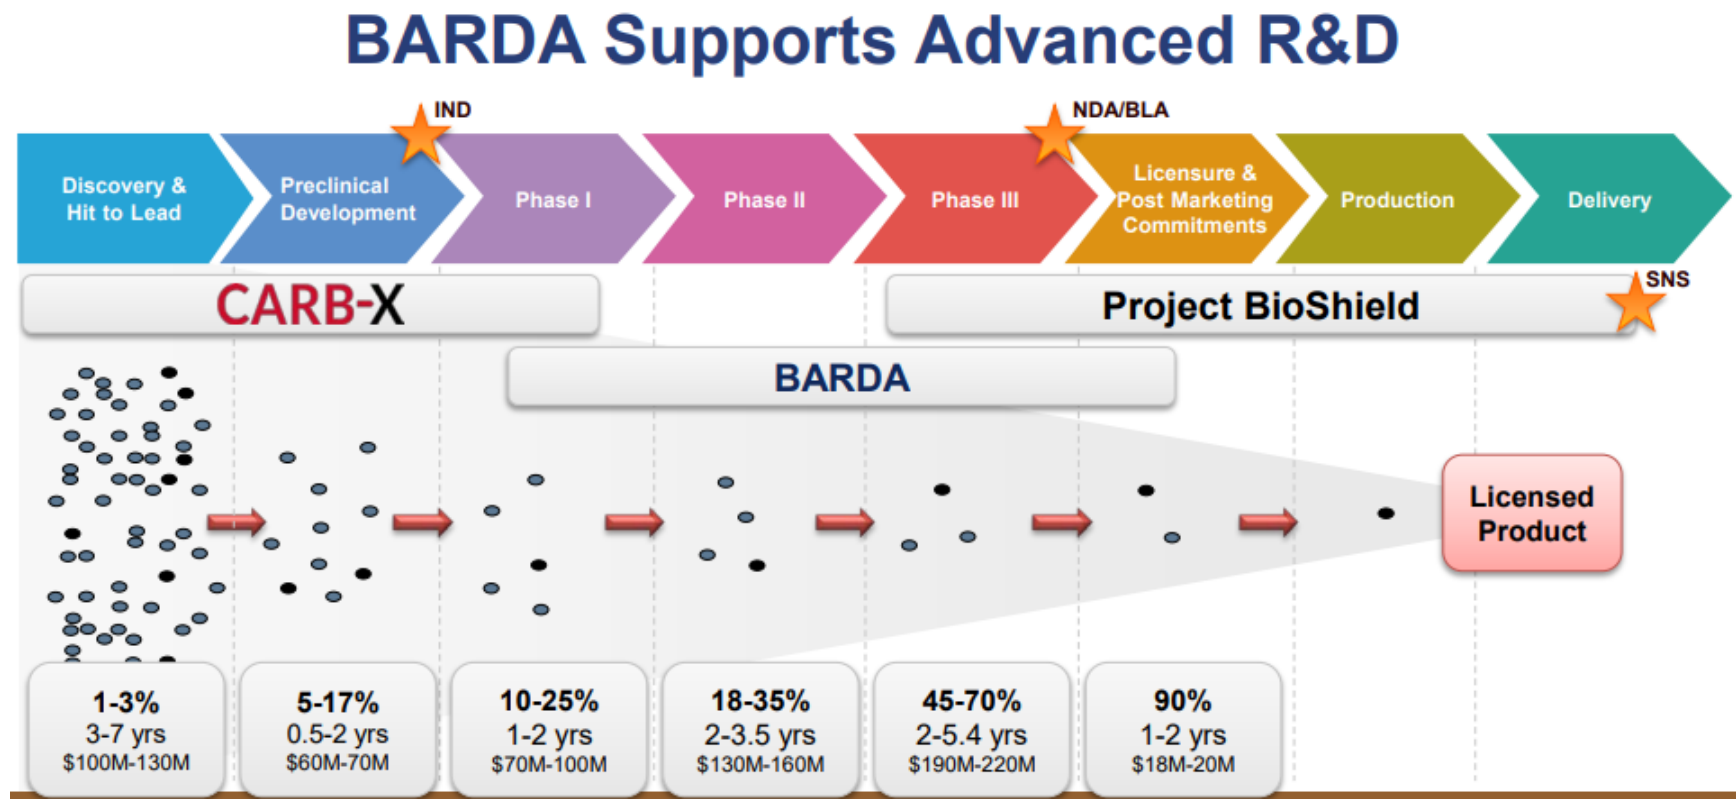 BARDA Supports Advanced R&D
IND
NDA/BLA
Discovery &
Hit to Lead
Preclinical
Development
Phase I
Phase II
Phase III
Licensure &
Post Marketing
Commitments
Production
Delivery
CARB-X
Project BioShield
SNS
BARDA
Licensed
Product
1-3%
3-7 yrs
$100M-130M
5-17%
0.5-2 yrs
$60M-70M
10-25%
1-2 yrs
$70M-100M
18-35%
2-3.5 yrs
$130M-160M
45-70%
2-5.4 yrs
$190M-220M
90%
1-2 yrs
$18M-20M